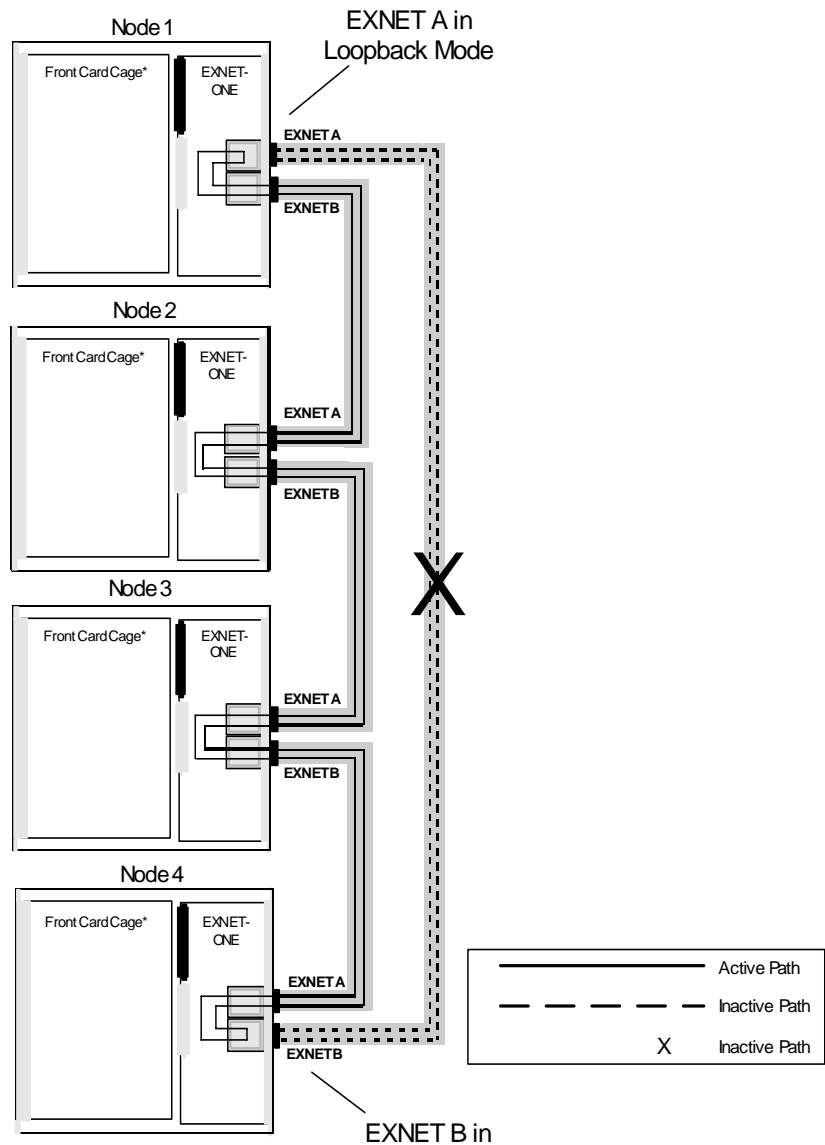 Node 1
EXNET A in
Loopback Mode
Front Card Cage*
EXNET-
ONE
EXNET A
EXNET B
Node 2
Front Card Cage*
EXNET-
ONE
EXNET A
EXNET B
X
Node 3
Front Card Cage*
EXNET-
ONE
EXNET A
EXNET B
Node 4
Front Card Cage*
EXNET-
ONE
EXNET A
EXNET B
Active Path
Inactive Path
X Inactive Path
EXNET B in